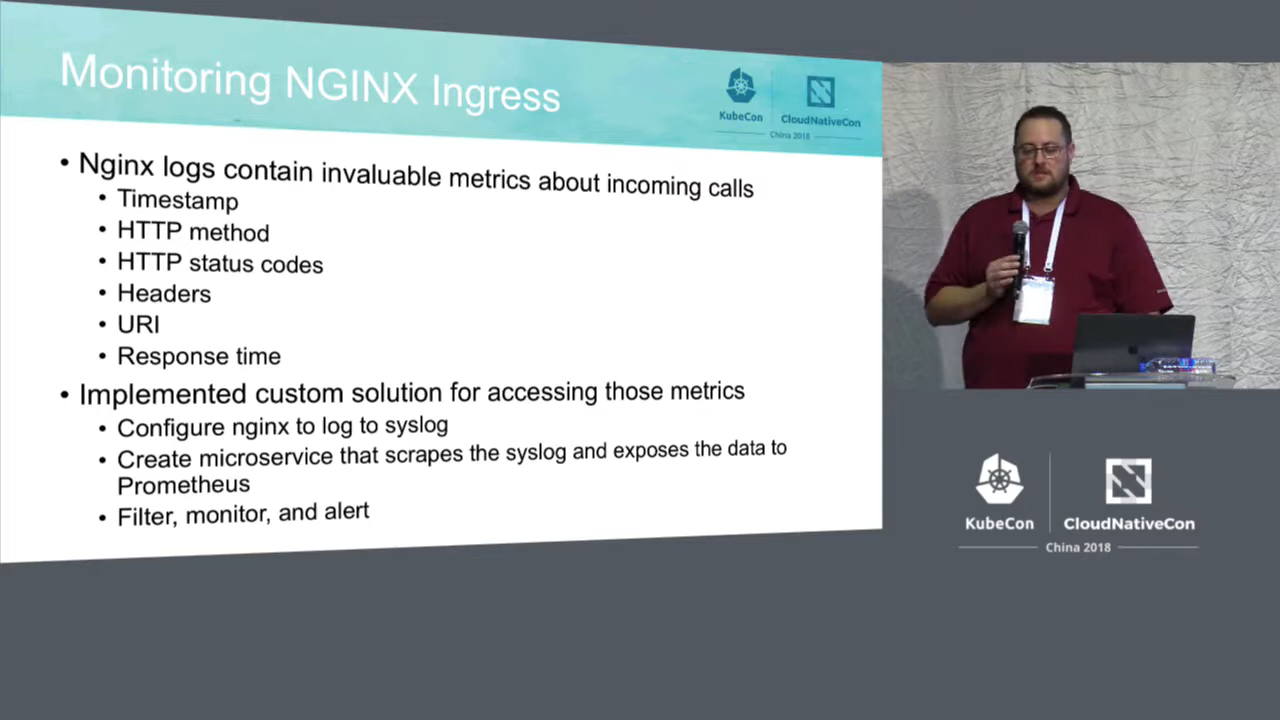 Monitoring NGINX Ingress
KubeCon
CloudNativeCon
China 2018
• Nginx logs contain invaluable metrics about incoming calls
• Timestamp
• HTTP method
• HTTP status codes
• Headers
• URI
• Response time
• Implemented custom solution for accessing those metrics
• Configure nginx to log to syslog
• Create microservice that scrapes the syslog and exposes the data to
Prometheus
• Filter, monitor, and alert
KubeCon
CloudNativeCon
China 2018